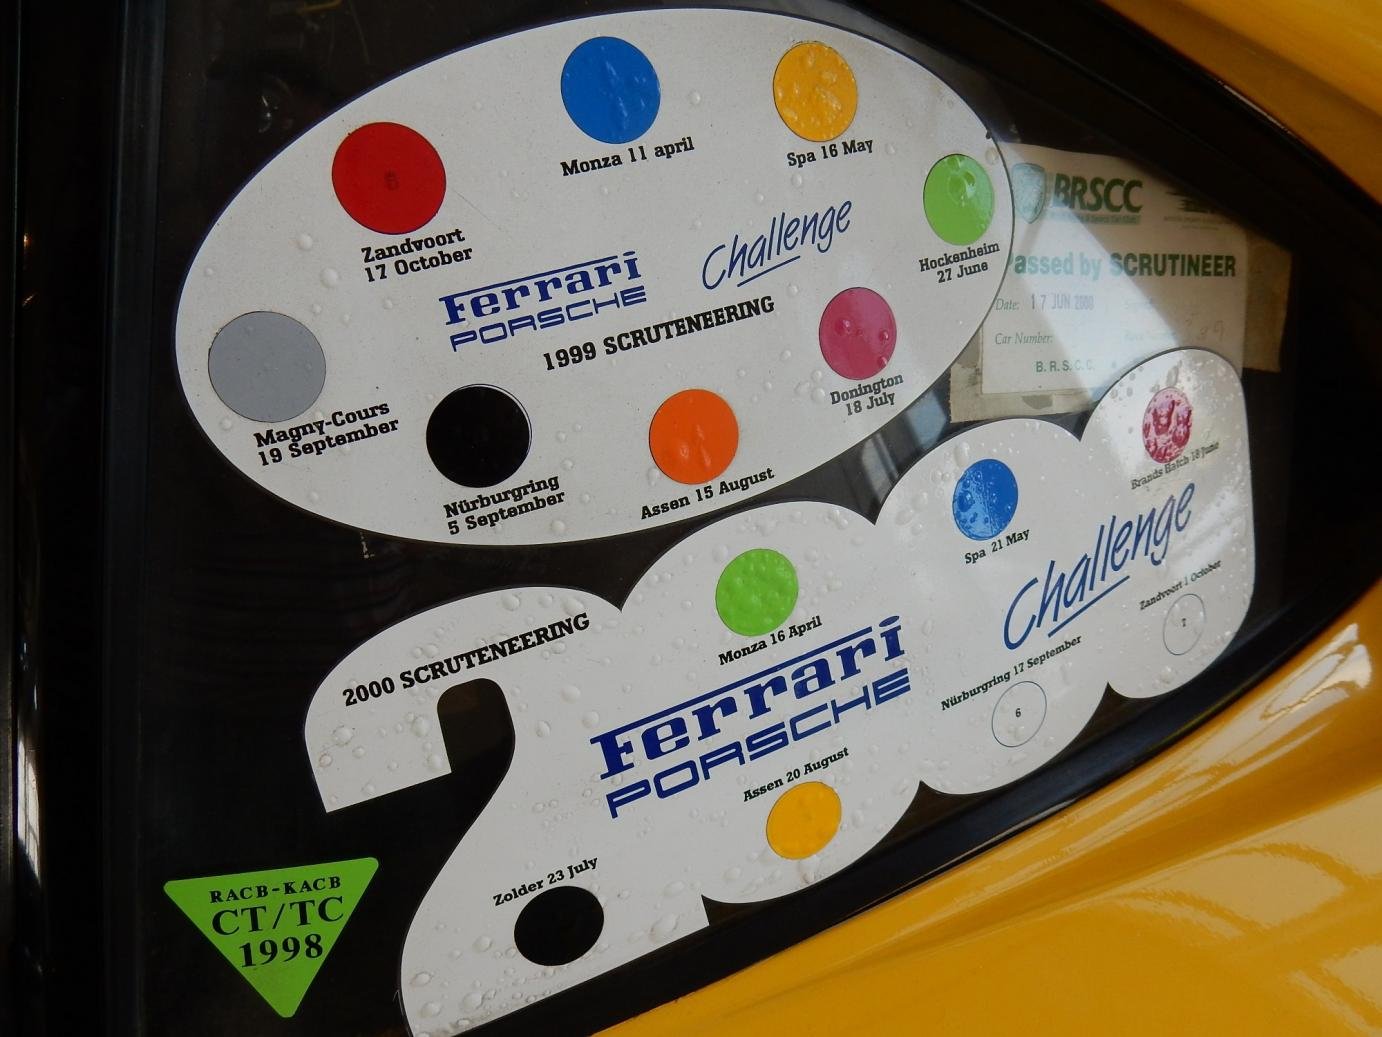 Monza 11 april
Spa 16 May
Zandvoort
17 October
Hockenheim
27 June
Ferrari
PORSCHE
Challenge
1999 SCRUTENEERING
Donington
18 July
Magny-Cours
19 September
Nürburgring
5 September
Assen 15 August
BRSCC
Passed by SCRUTINEER
Date: 17 JUN 2000
Car Number:
B.R.S.C.C.
2000 SCRUTENEERING
Monza 16 April
Spa 21 May
Brands Hatch 18 June
Ferrari
PORSCHE
Challenge
Zandvoort 1 October
7
Nürburgring 17 September
6
Assen 20 August
Zolder 23 July
RACB-KACB
CT/TC
1998